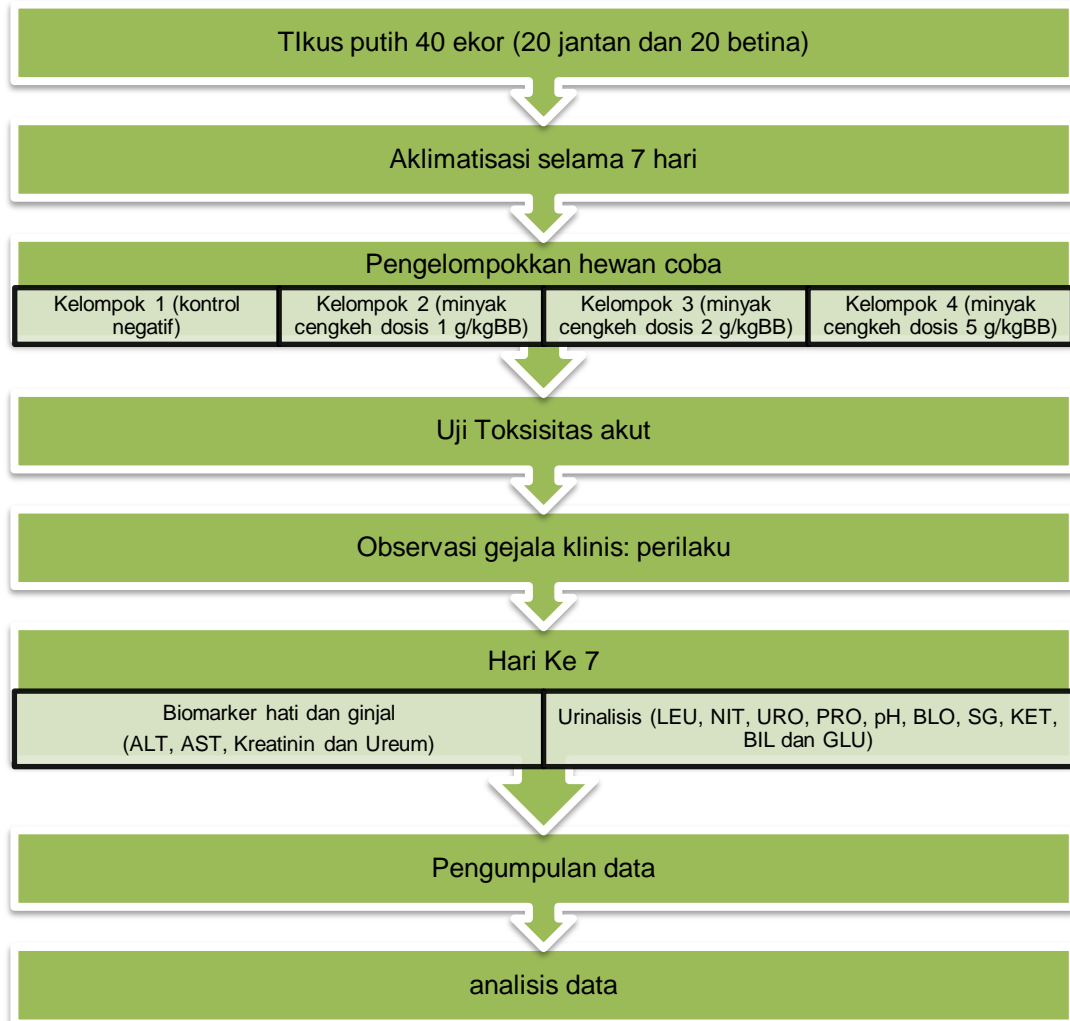 TIkus putih 40 ekor (20 jantan dan 20 betina)
Aklimatisasi selama 7 hari
Pengelompokkan hewan coba
Kelompok 1 (kontrol
negatif)
Kelompok 2 (minyak
cengkeh dosis 1 g/kgBB)
Kelompok 3 (minyak
cengkeh dosis 2 g/kgBB)
Kelompok 4 (minyak
cengkeh dosis 5 g/kgBB)
Uji Toksisitas akut
Observasi gejala klinis: perilaku
Hari Ke 7
Biomarker hati dan ginjal
(ALT, AST, Kreatinin dan Ureum)
Urinalisis (LEU, NIT, URO, PRO, pH, BLO, SG, KET,
BIL dan GLU)
Pengumpulan data
analisis data